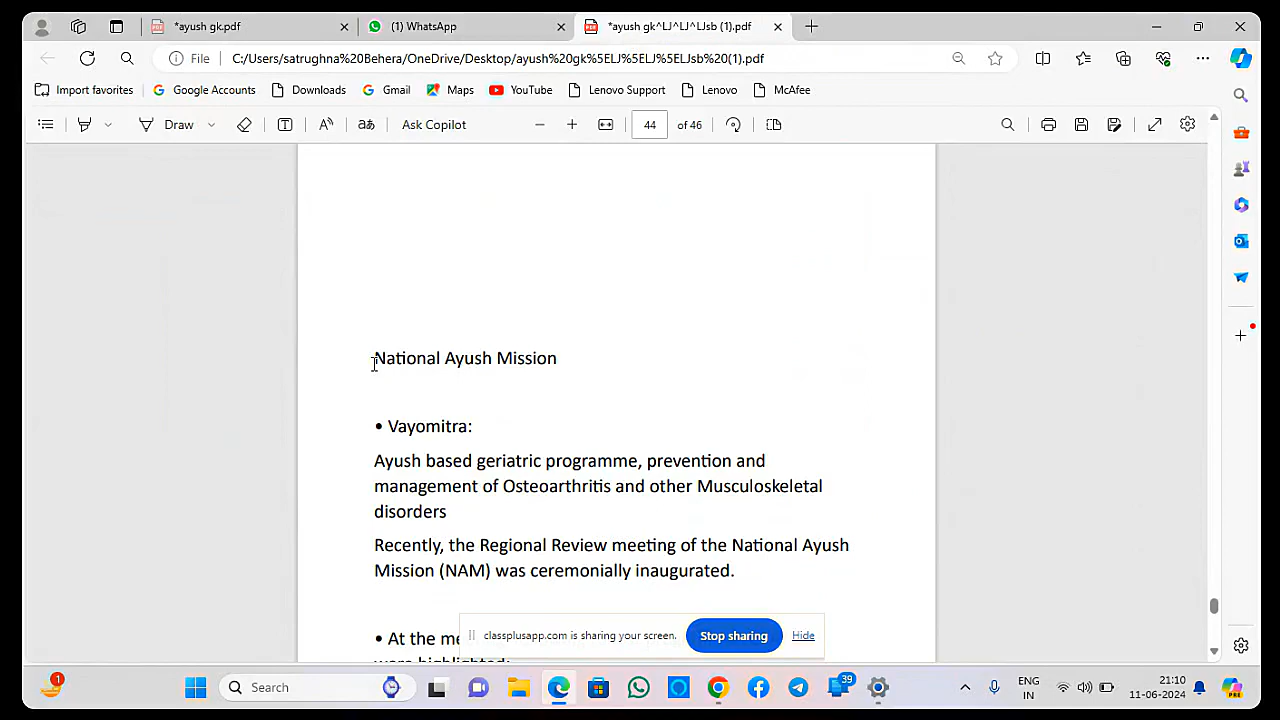 *ayush gk.pdf
(1) WhatsApp
*ayush gk^LJ^LJ^LJsb (1).pdf
File
C:/Users/satrughna%20Behera/OneDrive/Desktop/ayush%20gk%5ELJ%5ELJ%5ELJsb%20(1).pdf
Import favorites
Google Accounts
Downloads
Gmail
Maps
YouTube
Lenovo Support
Lenovo
McAfee
Draw
Ask Copilot
44
of 46
National Ayush Mission
• Vayomitra:
Ayush based geriatric programme, prevention and
management of Osteoarthritis and other Musculoskeletal
disorders
Recently, the Regional Review meeting of the National Ayush
Mission (NAM) was ceremonially inaugurated.
• At the me
classplusapp.com is sharing your screen.
Stop sharing
Hide
were highlighted:
1
Search
39
ENG
IN
21:10
11-06-2024